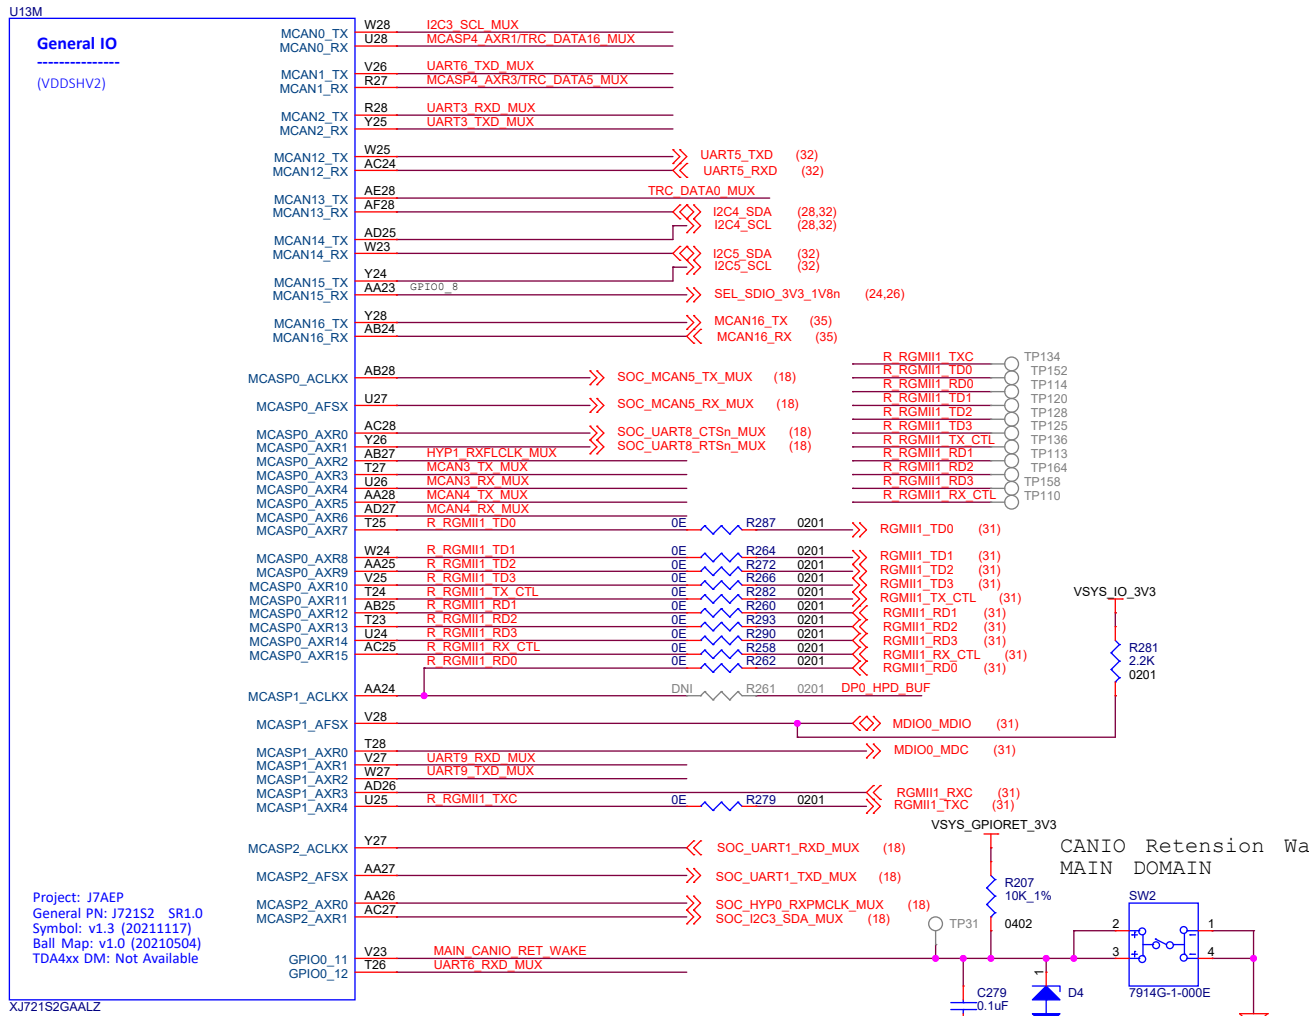 U13M
General IO
---------------
(VDDSHV2)
MCAN0_TX W28 I2C3_SCL_MUX
MCAN0_RX U28 MCASP4_AXR1/TRC_DATA16_MUX
MCAN1_TX V26 UART6_TXD_MUX
MCAN1_RX R27 MCASP4_AXR3/TRC_DATA5_MUX
MCAN2_TX R28 UART3_RXD_MUX
MCAN2_RX Y25 UART3_TXD_MUX
MCAN12_TX W25 UART5_TXD (32)
MCAN12_RX AC24 UART5_RXD (32)
MCAN13_TX AE28 TRC_DATA0_MUX
MCAN13_RX AF28 I2C4_SDA (28,32)
I2C4_SCL (28,32)
MCAN14_TX AD25
MCAN14_RX W23 I2C5_SDA (32)
I2C5_SCL (32)
MCAN15_TX Y24
MCAN15_RX AA23 GPIO0_8 SEL_SDIO_3V3_1V8n (24,26)
MCAN16_TX Y28 MCAN16_TX (35)
MCAN16_RX AB24 MCAN16_RX (35)
R_RGMII1_TXC TP134
R_RGMII1_TD0 TP152
R_RGMII1_RD0 TP114
R_RGMII1_TD1 TP120
R_RGMII1_TD2 TP128
R_RGMII1_TD3 TP125
R_RGMII1_TX_CTL TP136
R_RGMII1_RD1 TP113
R_RGMII1_RD2 TP164
R_RGMII1_RD3 TP158
R_RGMII1_RX_CTL TP110
MCASP0_ACLKX AB28 SOC_MCAN5_TX_MUX (18)
MCASP0_AFSX U27 SOC_MCAN5_RX_MUX (18)
MCASP0_AXR0 AC28 SOC_UART8_CTSn_MUX (18)
MCASP0_AXR1 Y26 SOC_UART8_RTSn_MUX (18)
MCASP0_AXR2 AB27 HYP1_RXFLCLK_MUX
MCASP0_AXR3 T27 MCAN3_TX_MUX
MCASP0_AXR4 U26 MCAN3_RX_MUX
MCASP0_AXR5 AA28 MCAN4_TX_MUX
MCASP0_AXR6 AD27 MCAN4_RX_MUX
MCASP0_AXR7 T25 R_RGMII1_TD0 0E R287 0201 RGMII1_TD0 (31)
MCASP0_AXR8 W24 R_RGMII1_TD1 0E R264 0201 RGMII1_TD1 (31)
MCASP0_AXR9 AA25 R_RGMII1_TD2 0E R272 0201 RGMII1_TD2 (31)
MCASP0_AXR10 V25 R_RGMII1_TD3 0E R266 0201 RGMII1_TD3 (31)
MCASP0_AXR11 T24 R_RGMII1_TX_CTL 0E R282 0201 RGMII1_TX_CTL (31)
MCASP0_AXR12 AB25 R_RGMII1_RD1 0E R260 0201 RGMII1_RD1 (31)
MCASP0_AXR13 T23 R_RGMII1_RD2 0E R293 0201 RGMII1_RD2 (31)
MCASP0_AXR14 U24 R_RGMII1_RD3 0E R290 0201 RGMII1_RD3 (31)
MCASP0_AXR15 AC25 R_RGMII1_RX_CTL 0E R258 0201 RGMII1_RX_CTL (31)
R_RGMII1_RD0 0E R262 0201 RGMII1_RD0 (31)
VSYS_IO_3V3
R281
2.2K
0201
MCASP1_ACLKX AA24 DNI R261 0201 DP0_HPD_BUF
MCASP1_AFSX V28 MDIO0_MDIO (31)
MCASP1_AXR0 T28 MDIO0_MDC (31)
MCASP1_AXR1 V27 UART9_RXD_MUX
MCASP1_AXR2 W27 UART9_TXD_MUX
MCASP1_AXR3 AD26 RGMII1_RXC (31)
MCASP1_AXR4 U25 R_RGMII1_TXC 0E R279 0201 RGMII1_TXC (31)
MCASP2_ACLKX Y27 SOC_UART1_RXD_MUX (18)
MCASP2_AFSX AA27 SOC_UART1_TXD_MUX (18)
MCASP2_AXR0 AA26 SOC_HYP0_RXPMCLK_MUX (18)
MCASP2_AXR1 AC27 SOC_I2C3_SDA_MUX (18)
GPIO0_11 V23 MAIN_CANIO_RET_WAKE
GPIO0_12 T26 UART6_RXD_MUX
VSYS_GPIORET_3V3
CANIO Retension Wa
MAIN DOMAIN
R207
10K_1%
0402
TP31
SW2
2 1
3 4
7914G-1-000E
1
D4
C279
0.1uF
Project: J7AEP
General PN: J721S2 SR1.0
Symbol: v1.3 (20211117)
Ball Map: v1.0 (20210504)
TDA4xx DM: Not Available
XJ721S2GAALZ